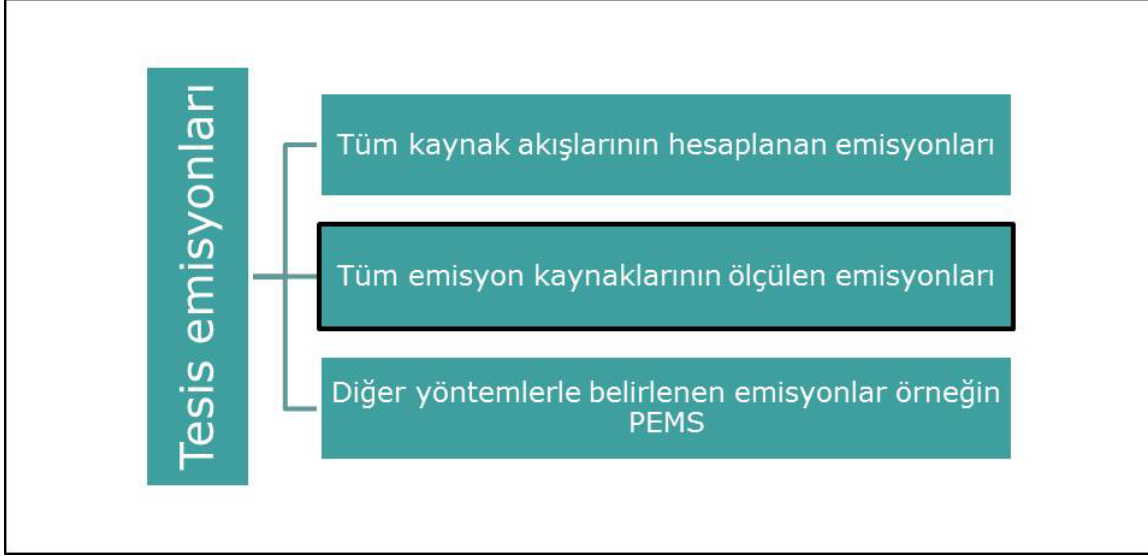 Tesis emisyonları
Tüm kaynak akışlarının hesaplanan emisyonları
Tüm emisyon kaynaklarının ölçülen emisyonları
Diğer yöntemlerle belirlenen emisyonlar örneğin
PEMS